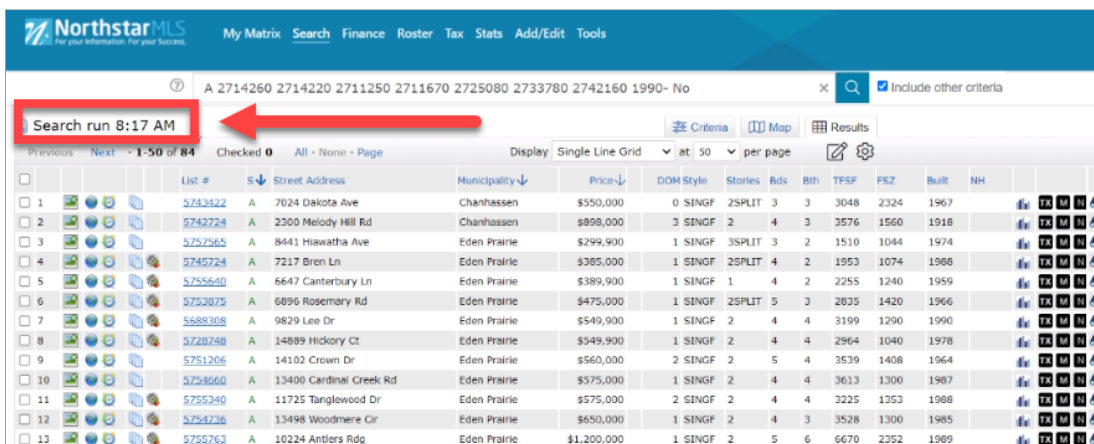 NorthstarMLS
For your Information. For your Success.
My Matrix Search Finance Roster Tax Stats Add/Edit Tools
A 2714260 2714220 2711250 2711670 2725080 2733780 2742160 1990- No × Include other criteria
Search run 8:17 AM
Criteria Map Results
Previous Next · 1-50 of 84 Checked 0 All · None · Page Display Single Line Grid at 50 per page
List # S Street Address Municipality Price DOM Style Stories Bds Bth TFSF FSZ Built NH
1 5743422 A 7024 Dakota Ave Chanhassen $550,000 0 SINGF 2SPLIT 3 3 3048 2324 1967 TX M N
2 5742724 A 2300 Melody Hill Rd Chanhassen $898,000 3 SINGF 2 4 3 3576 1560 1918 TX M N
3 5757565 A 8441 Hiawatha Ave Eden Prairie $299,900 1 SINGF 3SPLIT 3 2 1510 1044 1974 TX M N
4 5745724 A 7217 Bren Ln Eden Prairie $385,000 1 SINGF 2SPLIT 4 2 1953 1074 1988 TX M N
5 5755640 A 6647 Canterbury Ln Eden Prairie $389,900 1 SINGF 1 4 2 2255 1240 1959 TX M N
6 5753875 A 6896 Rosemary Rd Eden Prairie $475,000 1 SINGF 2SPLIT 5 3 2835 1420 1966 TX M N
7 5688308 A 9829 Lee Dr Eden Prairie $549,900 1 SINGF 2 4 4 3199 1290 1990 TX M N
8 5728748 A 14889 Hickory Ct Eden Prairie $549,900 1 SINGF 2 4 4 2964 1040 1978 TX M N
9 5751206 A 14102 Crown Dr Eden Prairie $560,000 2 SINGF 2 5 4 3539 1408 1964 TX M N
10 5754660 A 13400 Cardinal Creek Rd Eden Prairie $575,000 1 SINGF 2 4 4 3613 1300 1987 TX M N
11 5755340 A 11725 Tanglewood Dr Eden Prairie $575,000 2 SINGF 2 4 4 3225 1353 1988 TX M N
12 5754736 A 13498 Woodmere Cir Eden Prairie $650,000 1 SINGF 2 4 3 3528 1300 1985 TX M N
13 5755763 A 10224 Antlers Rdg Eden Prairie $1,200,000 1 SINGF 2 5 6 6670 2352 1989 TX M N